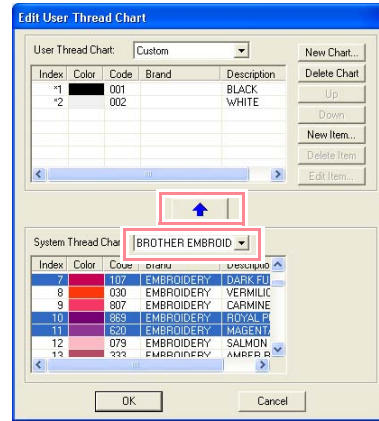 Edit User Thread Chart
User Thread Chart: Custom New Chart...
Index Color Code Brand Description Delete Chart
*1 001 BLACK Up
*2 002 WHITE
Down
New Item...
Delete Item
Edit Item...
System Thread Chart BROTHER EMBROID
Index Color Code Brand Descriptio
7 107 EMBROIDERY DARK FU
8 030 EMBROIDERY VERMILIC
9 807 EMBROIDERY CARMINE
10 869 EMBROIDERY ROYAL P
11 620 EMBROIDERY MAGENTA
12 079 EMBROIDERY SALMON
13 333 EMBROIDERY AMBER R
OK Cancel